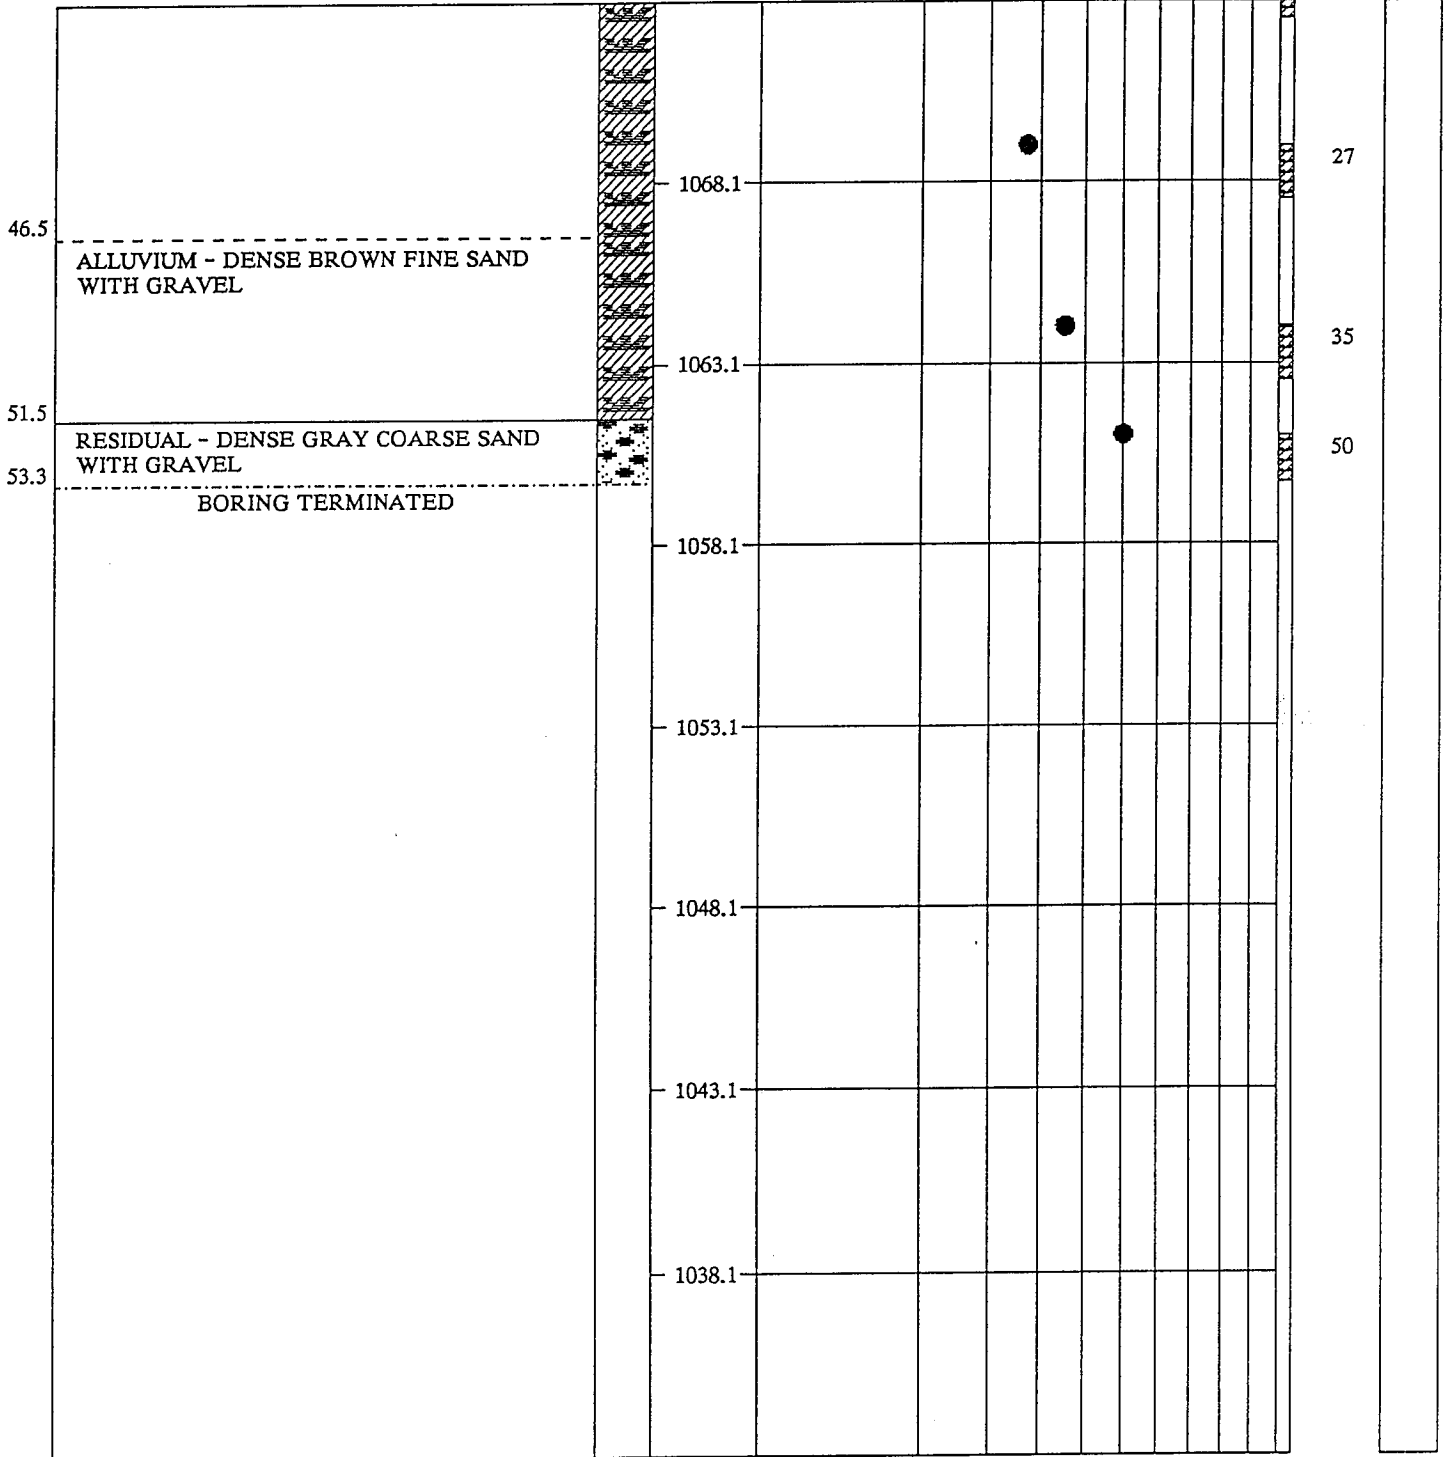 27
1068.1
46.5
ALLUVIUM - DENSE BROWN FINE SAND
WITH GRAVEL
35
1063.1
51.5
RESIDUAL - DENSE GRAY COARSE SAND
WITH GRAVEL
50
53.3
BORING TERMINATED
1058.1
1053.1
1048.1
1043.1
1038.1